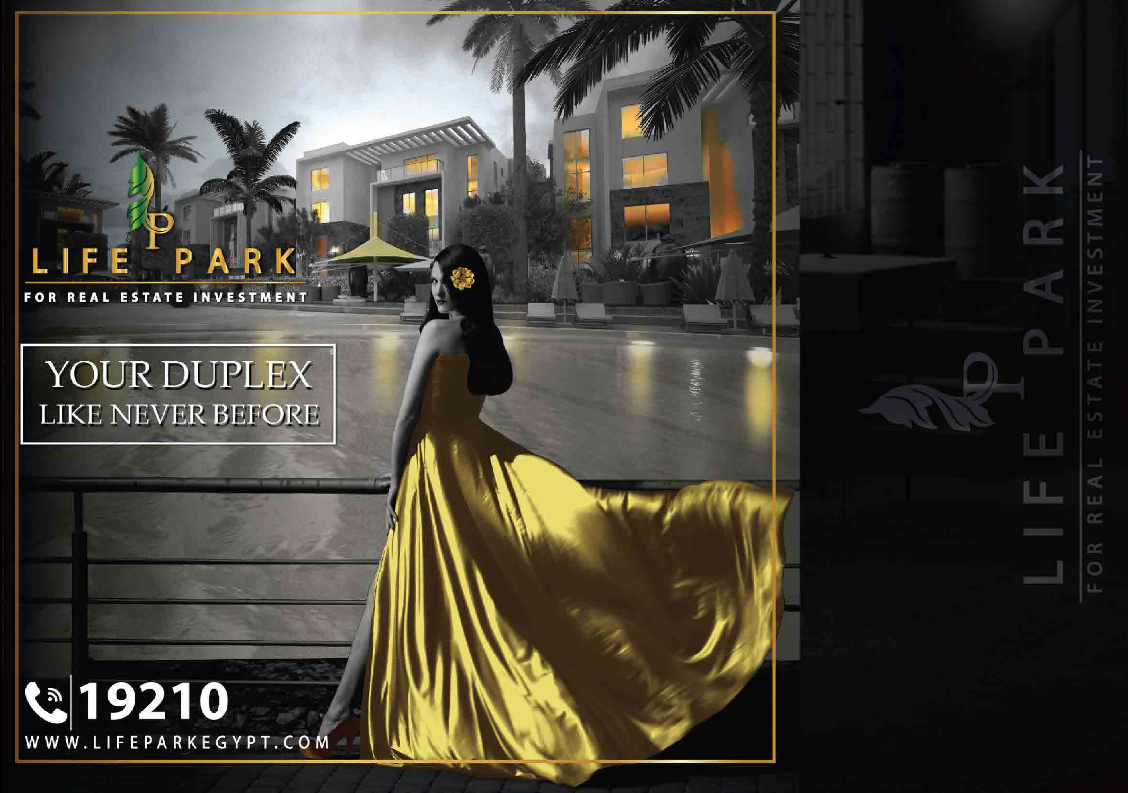 LIFE PARK
FOR REAL ESTATE INVESTMENT
YOUR DUPLEX
LIKE NEVER BEFORE
19210
WWW.LIFEPARKEGYPT.COM
LIFE PARK
FOR REAL ESTATE INVESTMENT